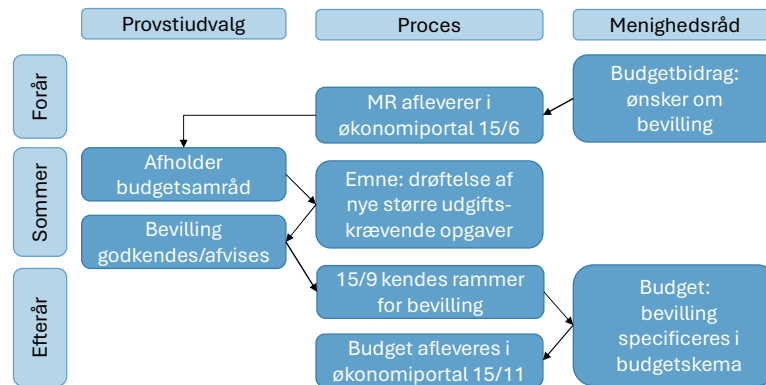 Provstiudvalg
Proces
Menighedsråd
Forår
Budgetbidrag:
ønsker om
bevilling
MR afleverer i
økonomiportal 15/6
Sommer
Afholder
budgetsamråd
Emne: drøftelse af
nye større udgifts-
krævende opgaver
Bevilling
godkendes/afvises
Efterår
15/9 kendes rammer
for bevilling
Budget:
bevilling
specificeres i
budgetskema
Budget afleveres i
økonomiportal 15/11